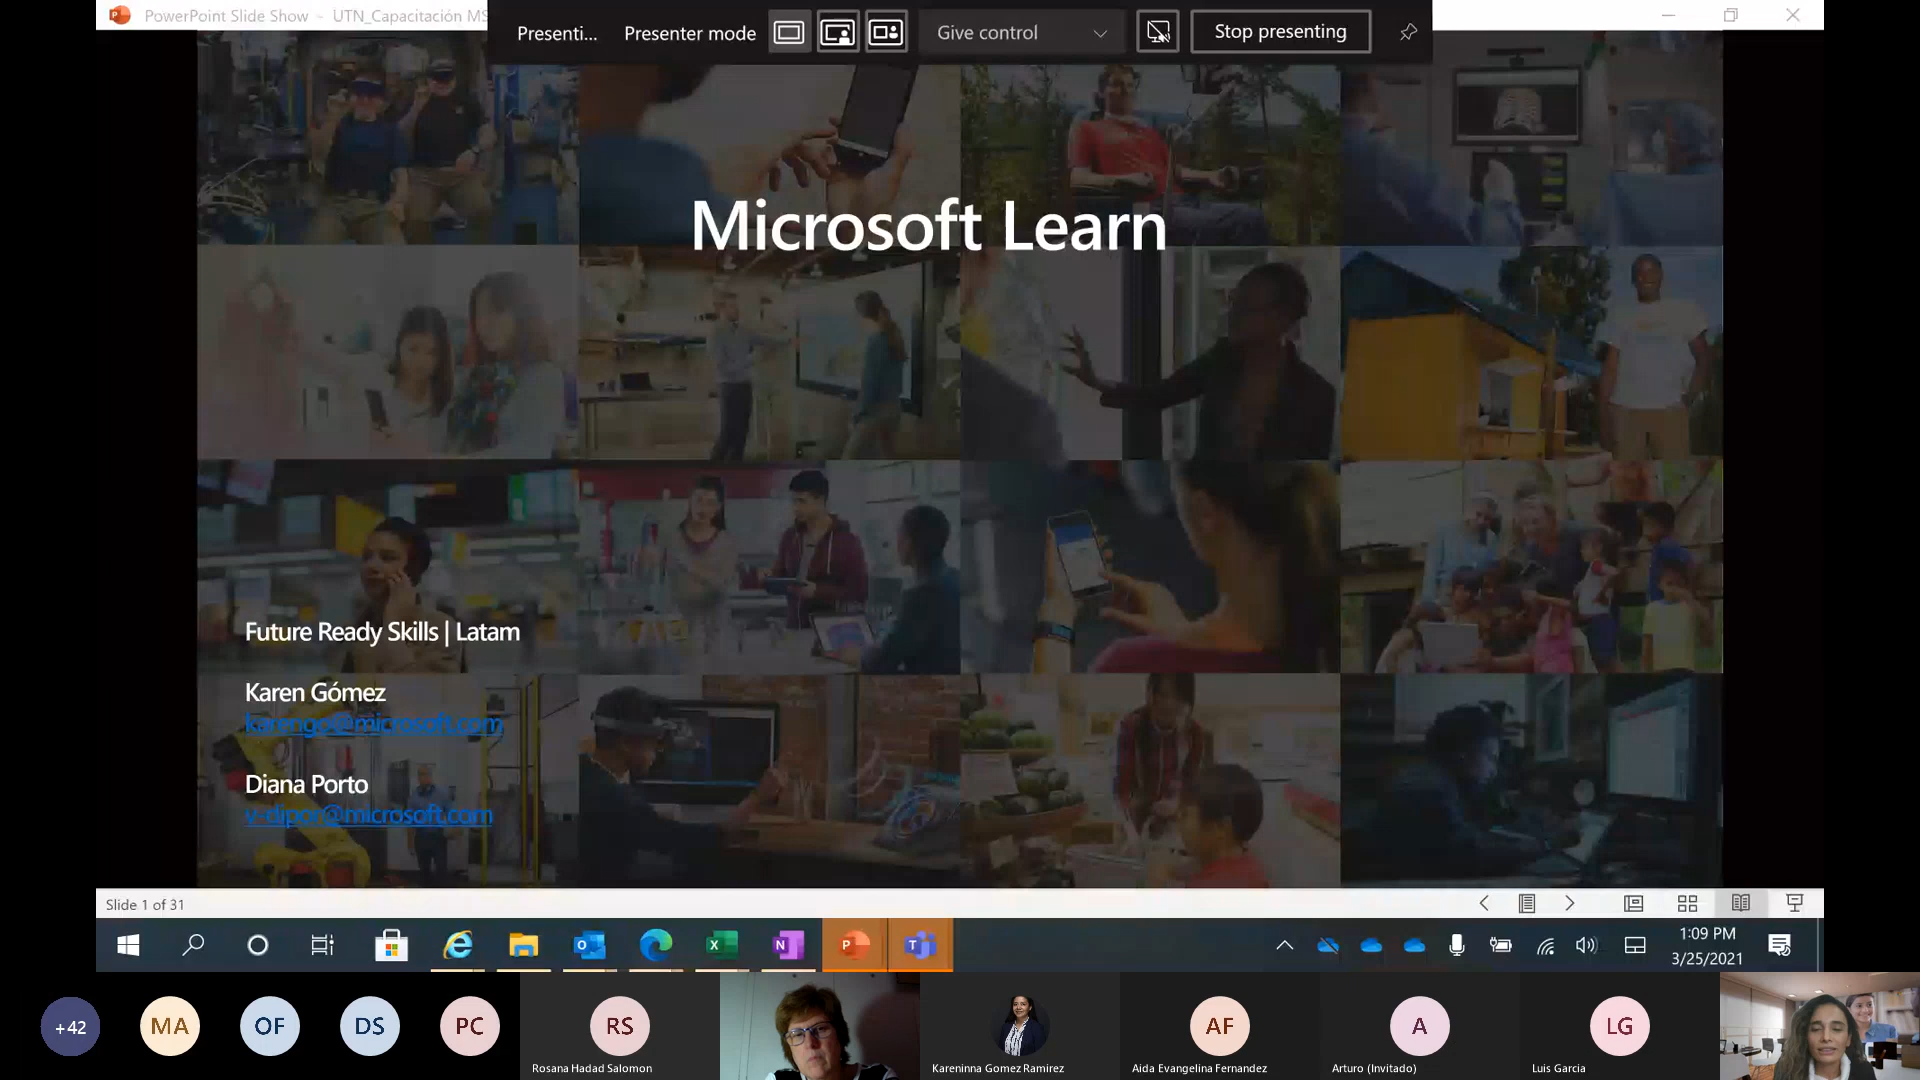 PowerPoint Slide Show - UTN_Capacitación MS
Presenti...
Presenter mode
Give control
Stop presenting
Microsoft Learn
Future Ready Skills | Latam
Karen Gómez
karengo@microsoft.com
Diana Porto
v-dipor@microsoft.com
Slide 1 of 31
1:09 PM
3/25/2021
+42
MA
OF
DS
PC
RS
AF
A
LG
Rosana Hadad Salomon
Kareninna Gomez Ramirez
Aida Evangelina Fernandez
Arturo (Invitado)
Luis Garcia